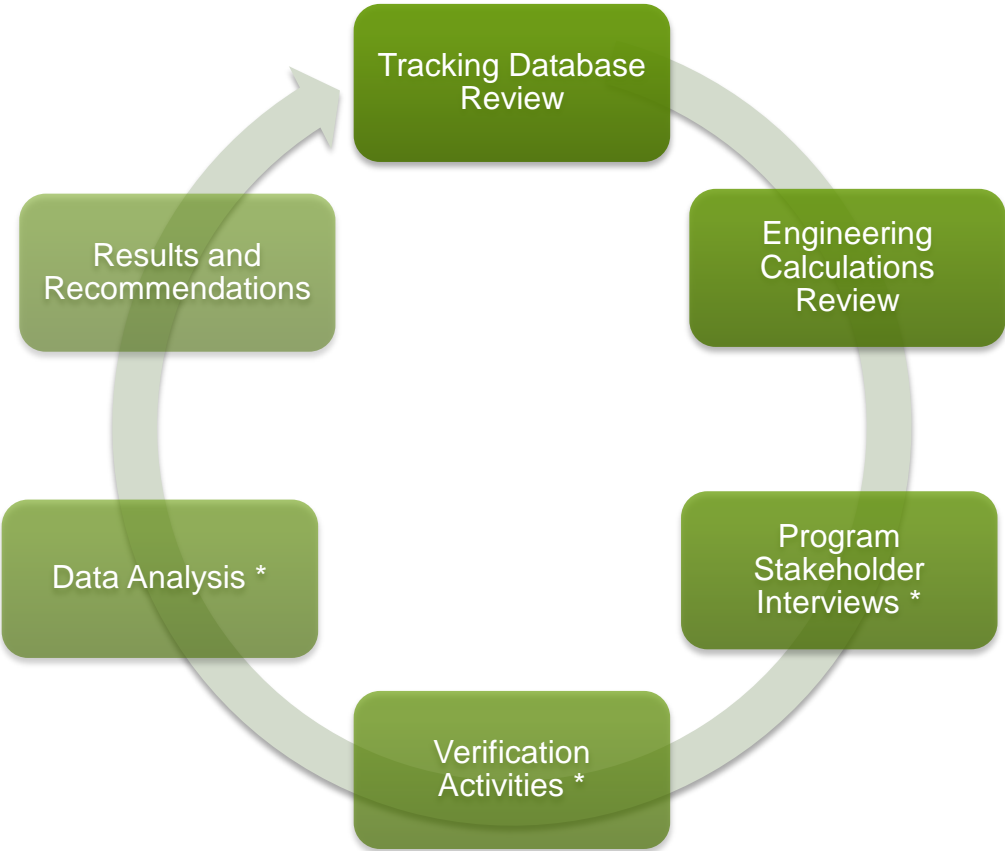 Tracking Database
Review
Engineering
Calculations
Review
Program
Stakeholder
Interviews *
Verification
Activities *
Data Analysis *
Results and
Recommendations